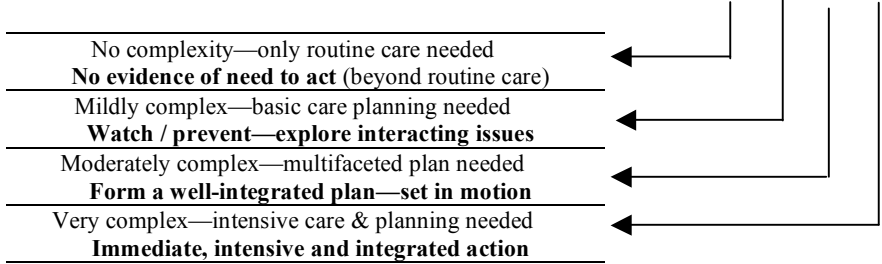 No complexity—only routine care needed
No evidence of need to act (beyond routine care)
Mildly complex—basic care planning needed
Watch / prevent—explore interacting issues
Moderately complex—multifaceted plan needed
Form a well-integrated plan—set in motion
Very complex—intensive care & planning needed
Immediate, intensive and integrated action